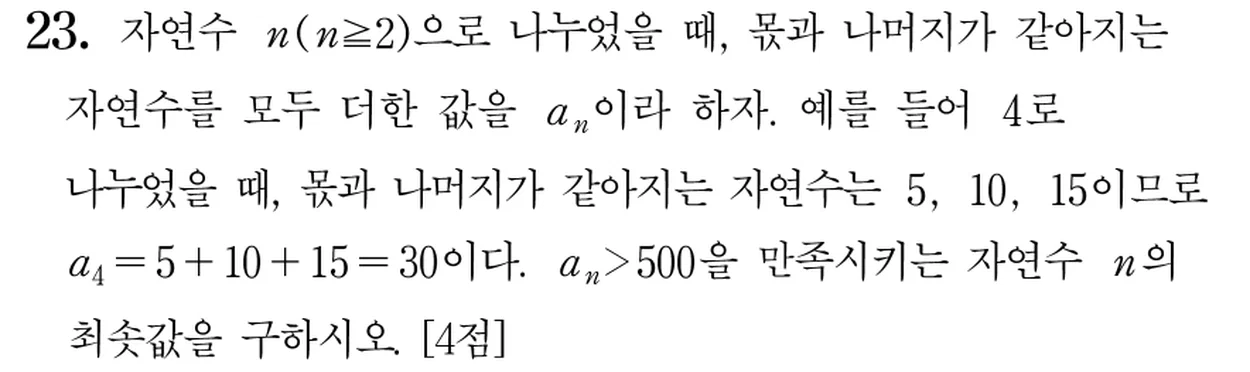 23. 자연수 n(n≧2)으로 나누었을 때, 몫과 나머지가 같아지는
자연수를 모두 더한 값을 aₙ이라 하자. 예를 들어 4로
나누었을 때, 몫과 나머지가 같아지는 자연수는 5, 10, 15이므로
a₄=5+10+15=30이다. aₙ>500을 만족시키는 자연수 n의
최솟값을 구하시오. [4점]